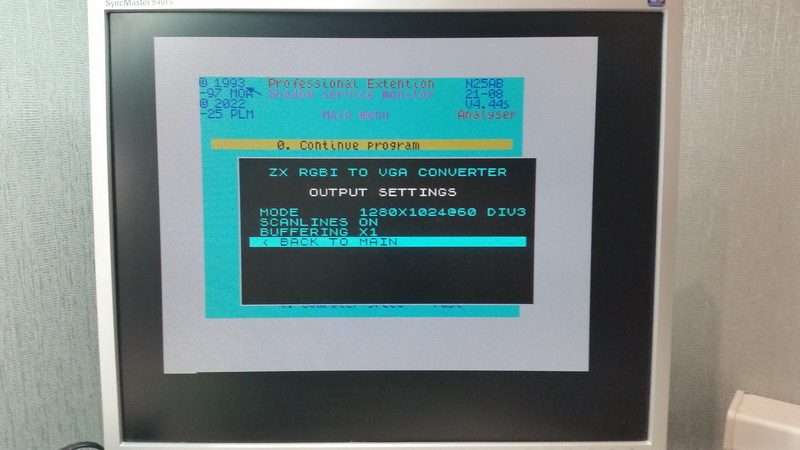 SyncMaster 940n
© 1993 Professional Extention N25AB
-97 MOA Shadow service monitor 21-08
© 2022 V4.44s
-25 PLM Main menu Analyser
0. Continue program
ZX RGBI TO VGA CONVERTER
OUTPUT SETTINGS
MODE 1280X1024@60 DIV3
SCANLINES ON
BUFFERING X1
< BACK TO MAIN